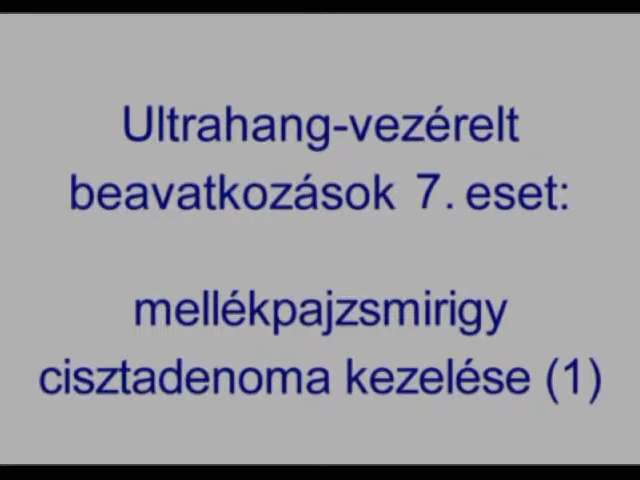 Ultrahang-vezérelt
beavatkozások 7. eset:
mellékpajzsmirigy
cisztadenoma kezelése (1)